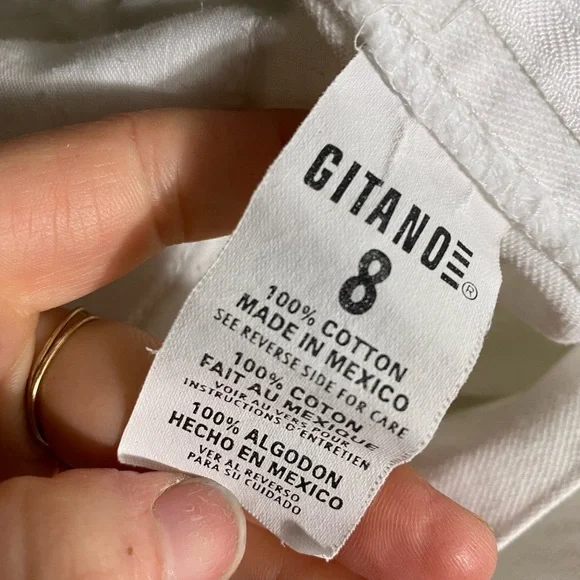 GITANO®
8
100% COTTON
MADE IN MEXICO
SEE REVERSE SIDE FOR CARE
100% COTON
FAIT AU MEXIQUE
VOIR AU VERS POUR
INSTRUCTIONS D'ENTRETIEN
100% ALGODON
HECHO EN MEXICO
VER AL REVERSO
PARA SU CUIDADO